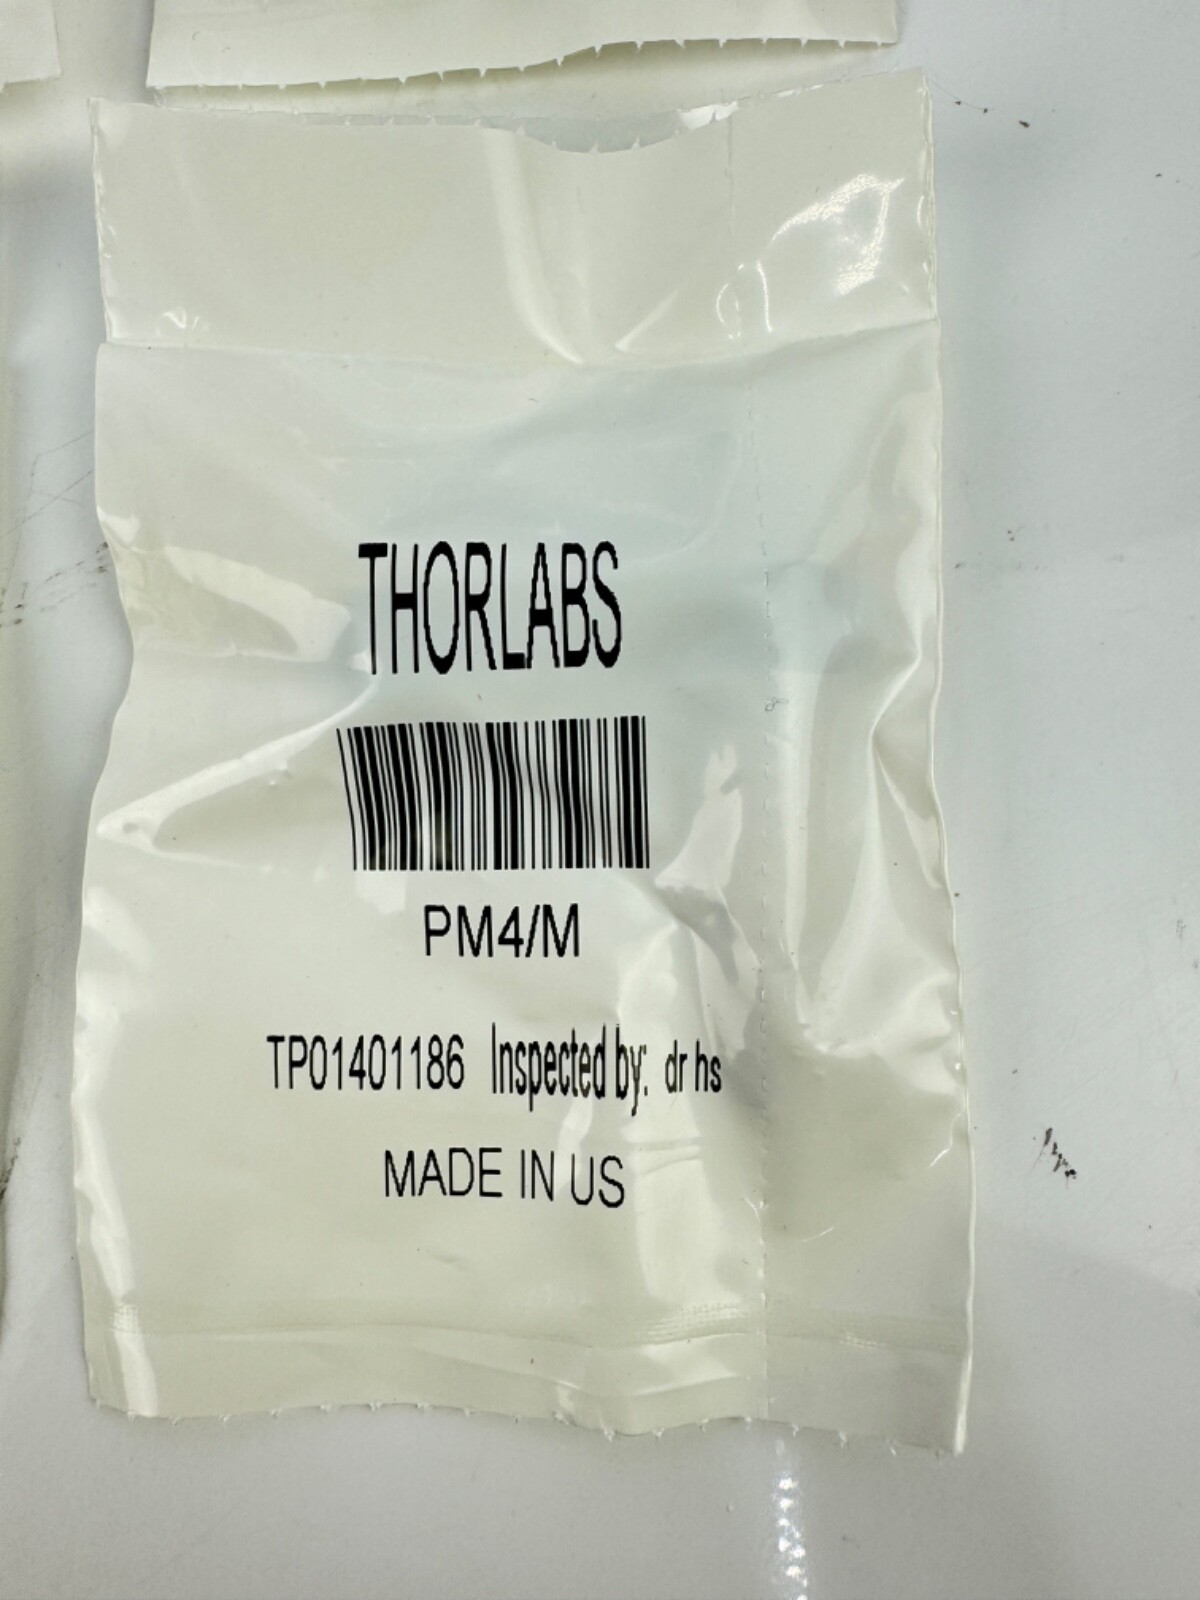 THORLABS
PM4/M
TP01401186 Inspected by: dr hs
MADE IN US